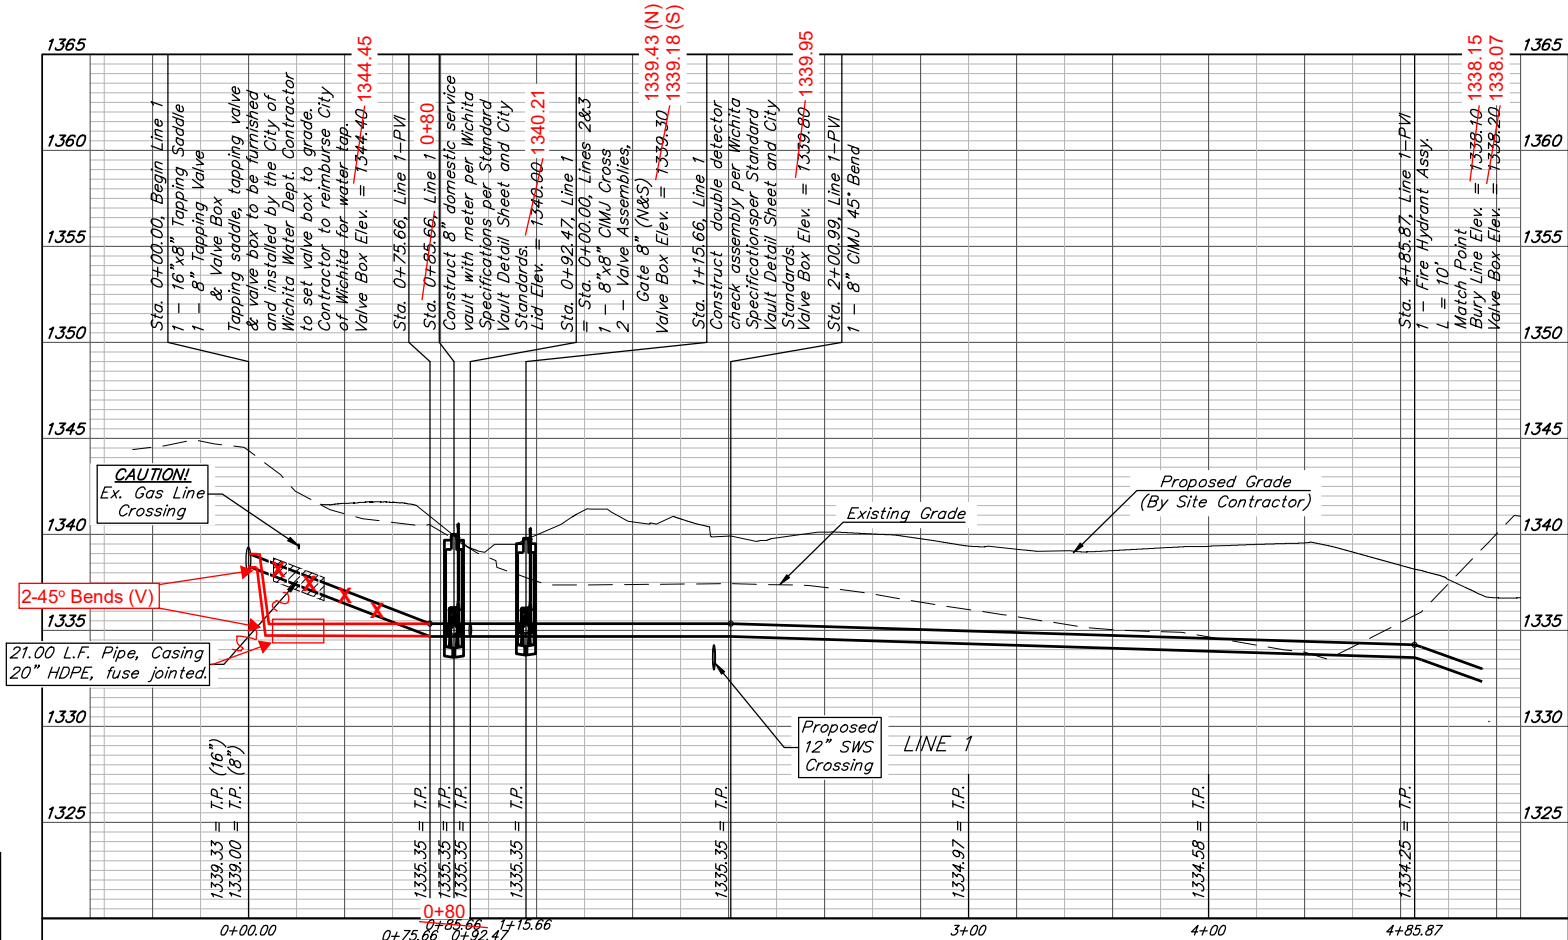 1365
1360
1355
1350
1345
1340
1335
1330
1325
Sta. 0+00.00, Begin Line 1
1 - 16"x8" Tapping Saddle
1 - 8" Tapping Valve
& Valve Box
Tapping saddle, tapping valve
& valve box to be furnished
and installed by the City of
Wichita Water Dept. Contractor
to set valve box to grade.
Contractor to reimburse City
of Wichita for water tap.
Valve Box Elev. = 1344.40 1344.45
Sta. 0+75.66, Line 1-PVI
Sta. 0+85.66, Line 1 0+80
Construct 8" domestic service
vault with meter per Wichita
Specifications per Standard
Vault Detail Sheet and City
Standards.
Lid Elev. = 1340.00 1340.21
Sta. 0+92.47, Line 1
= Sta. 0+00.00, Lines 2&3
1 - 8"x8" CIMJ Cross
2 - Valve Assemblies,
Gate 8" (N&S)
Valve Box Elev. = 1339.30 1339.43 (N)
1339.18 (S)
Sta. 1+15.66, Line 1
Construct double detector
check assembly per Wichita
Specificationsper Standard
Vault Detail Sheet and City
Standards.
Valve Box Elev. = 1339.80 1339.95
Sta. 2+00.99, Line 1-PVI
1 - 8" CIMJ 45° Bend
Sta. 4+85.87, Line 1-PVI
1 - Fire Hydrant Assy.
L = 10'
Match Point
Bury Line Elev. = 1338.10 1338.15
Valve Box Elev. = 1338.20 1338.07
1365
1360
1355
1350
1345
1340
1335
1330
1325
CAUTION!
Ex. Gas Line
Crossing
Existing Grade
Proposed Grade
(By Site Contractor)
X X X X
2-45° Bends (V)
21.00 L.F. Pipe, Casing
20" HDPE, fuse jointed.
Proposed
12" SWS
Crossing
LINE 1
1339.33 = T.P. (16")
1339.00 = T.P. (8")
1335.35 = T.P.
1335.35 = T.P.
1335.35 = T.P.
1335.35 = T.P.
1335.35 = T.P.
1334.97 = T.P.
1334.58 = T.P.
1334.25 = T.P.
0+80
0+00.00
0+75.66
0+85.66
0+92.47
1+15.66
3+00
4+00
4+85.87